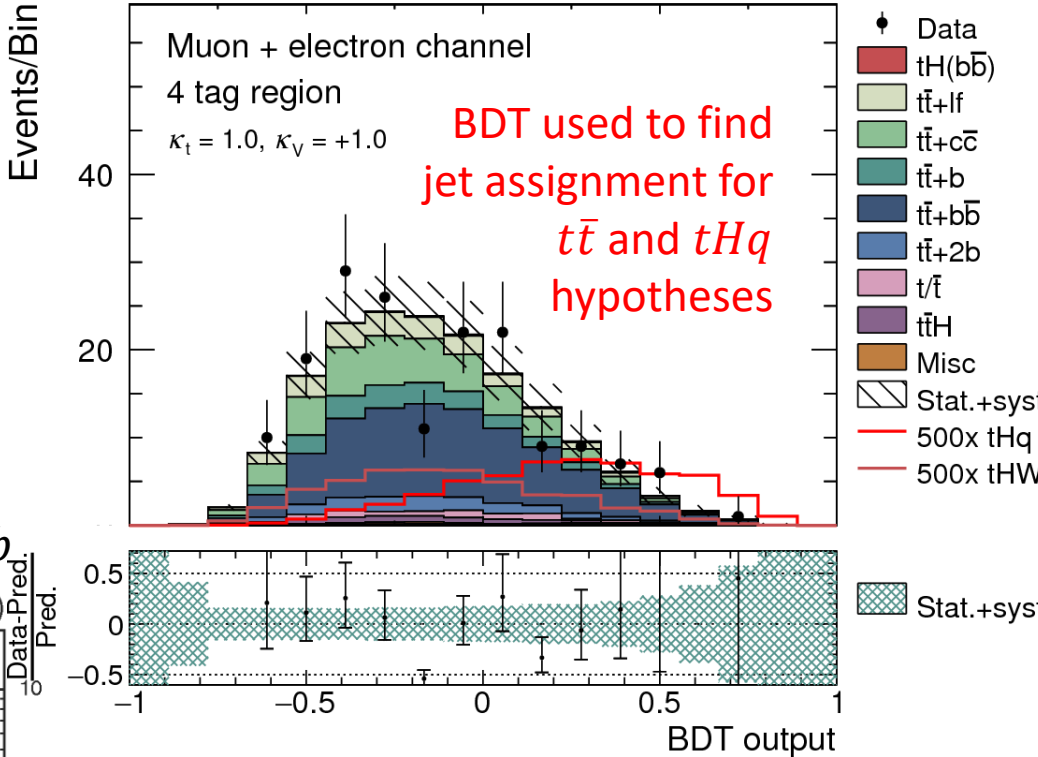 Events/Bin
Muon + electron channel
4 tag region
κt = 1.0, κV = +1.0
BDT used to find
jet assignment for
tt̄ and tHq
hypotheses
40
20
Data
tH(bb̄)
tt̄+lf
tt̄+cc̄
tt̄+b
tt̄+bb̄
tt̄+2b
t/t̄
tt̄H
Misc
Stat.+syst
500x tHq
500x tHW
Data-Pred.
Pred.
0.5
0
−0.5
10
Stat.+syst
−1
−0.5
0
0.5
1
BDT output